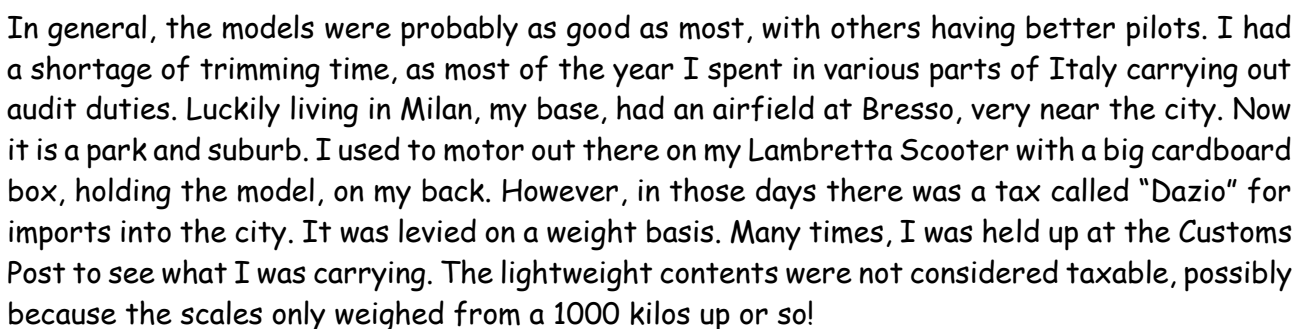 In general, the models were probably as good as most, with others having better pilots. I had
a shortage of trimming time, as most of the year I spent in various parts of Italy carrying out
audit duties. Luckily living in Milan, my base, had an airfield at Bresso, very near the city. Now
it is a park and suburb. I used to motor out there on my Lambretta Scooter with a big cardboard
box, holding the model, on my back. However, in those days there was a tax called “Dazio” for
imports into the city. It was levied on a weight basis. Many times, I was held up at the Customs
Post to see what I was carrying. The lightweight contents were not considered taxable, possibly
because the scales only weighed from a 1000 kilos up or so!